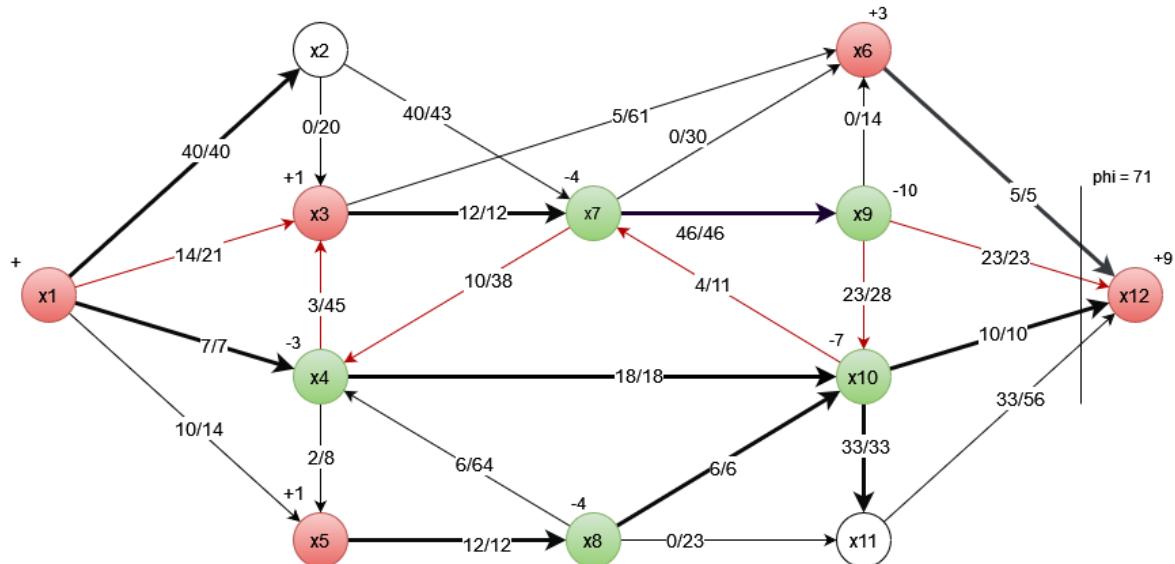 +3
x2
x6
40/43
5/61
0/20
0/30
0/14
40/40
+1
-4
-10
phi = 71
x3
12/12
x7
x9
5/5
46/46
14/21
23/23
+9
+
10/38
4/11
23/28
x1
3/45
x12
7/7
-3
-7
10/10
x4
18/18
x10
33/56
10/14
2/8
6/64
6/6
33/33
+1
-4
x5
12/12
x8
0/23
x11